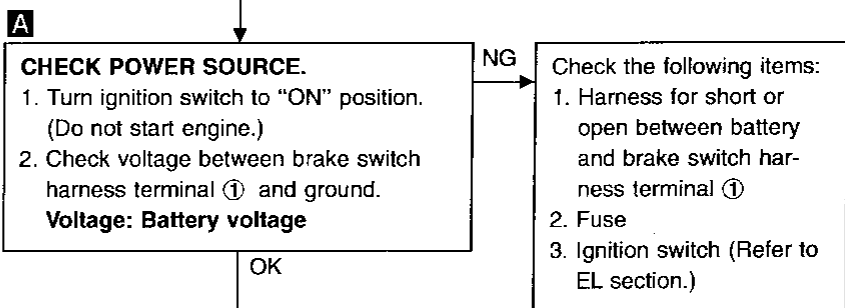 A
CHECK POWER SOURCE.
1. Turn ignition switch to “ON” position.
(Do not start engine.)
2. Check voltage between brake switch
harness terminal ① and ground.
Voltage: Battery voltage
NG
OK
Check the following items:
1. Harness for short or
open between battery
and brake switch har-
ness terminal ①
2. Fuse
3. Ignition switch (Refer to
EL section.)